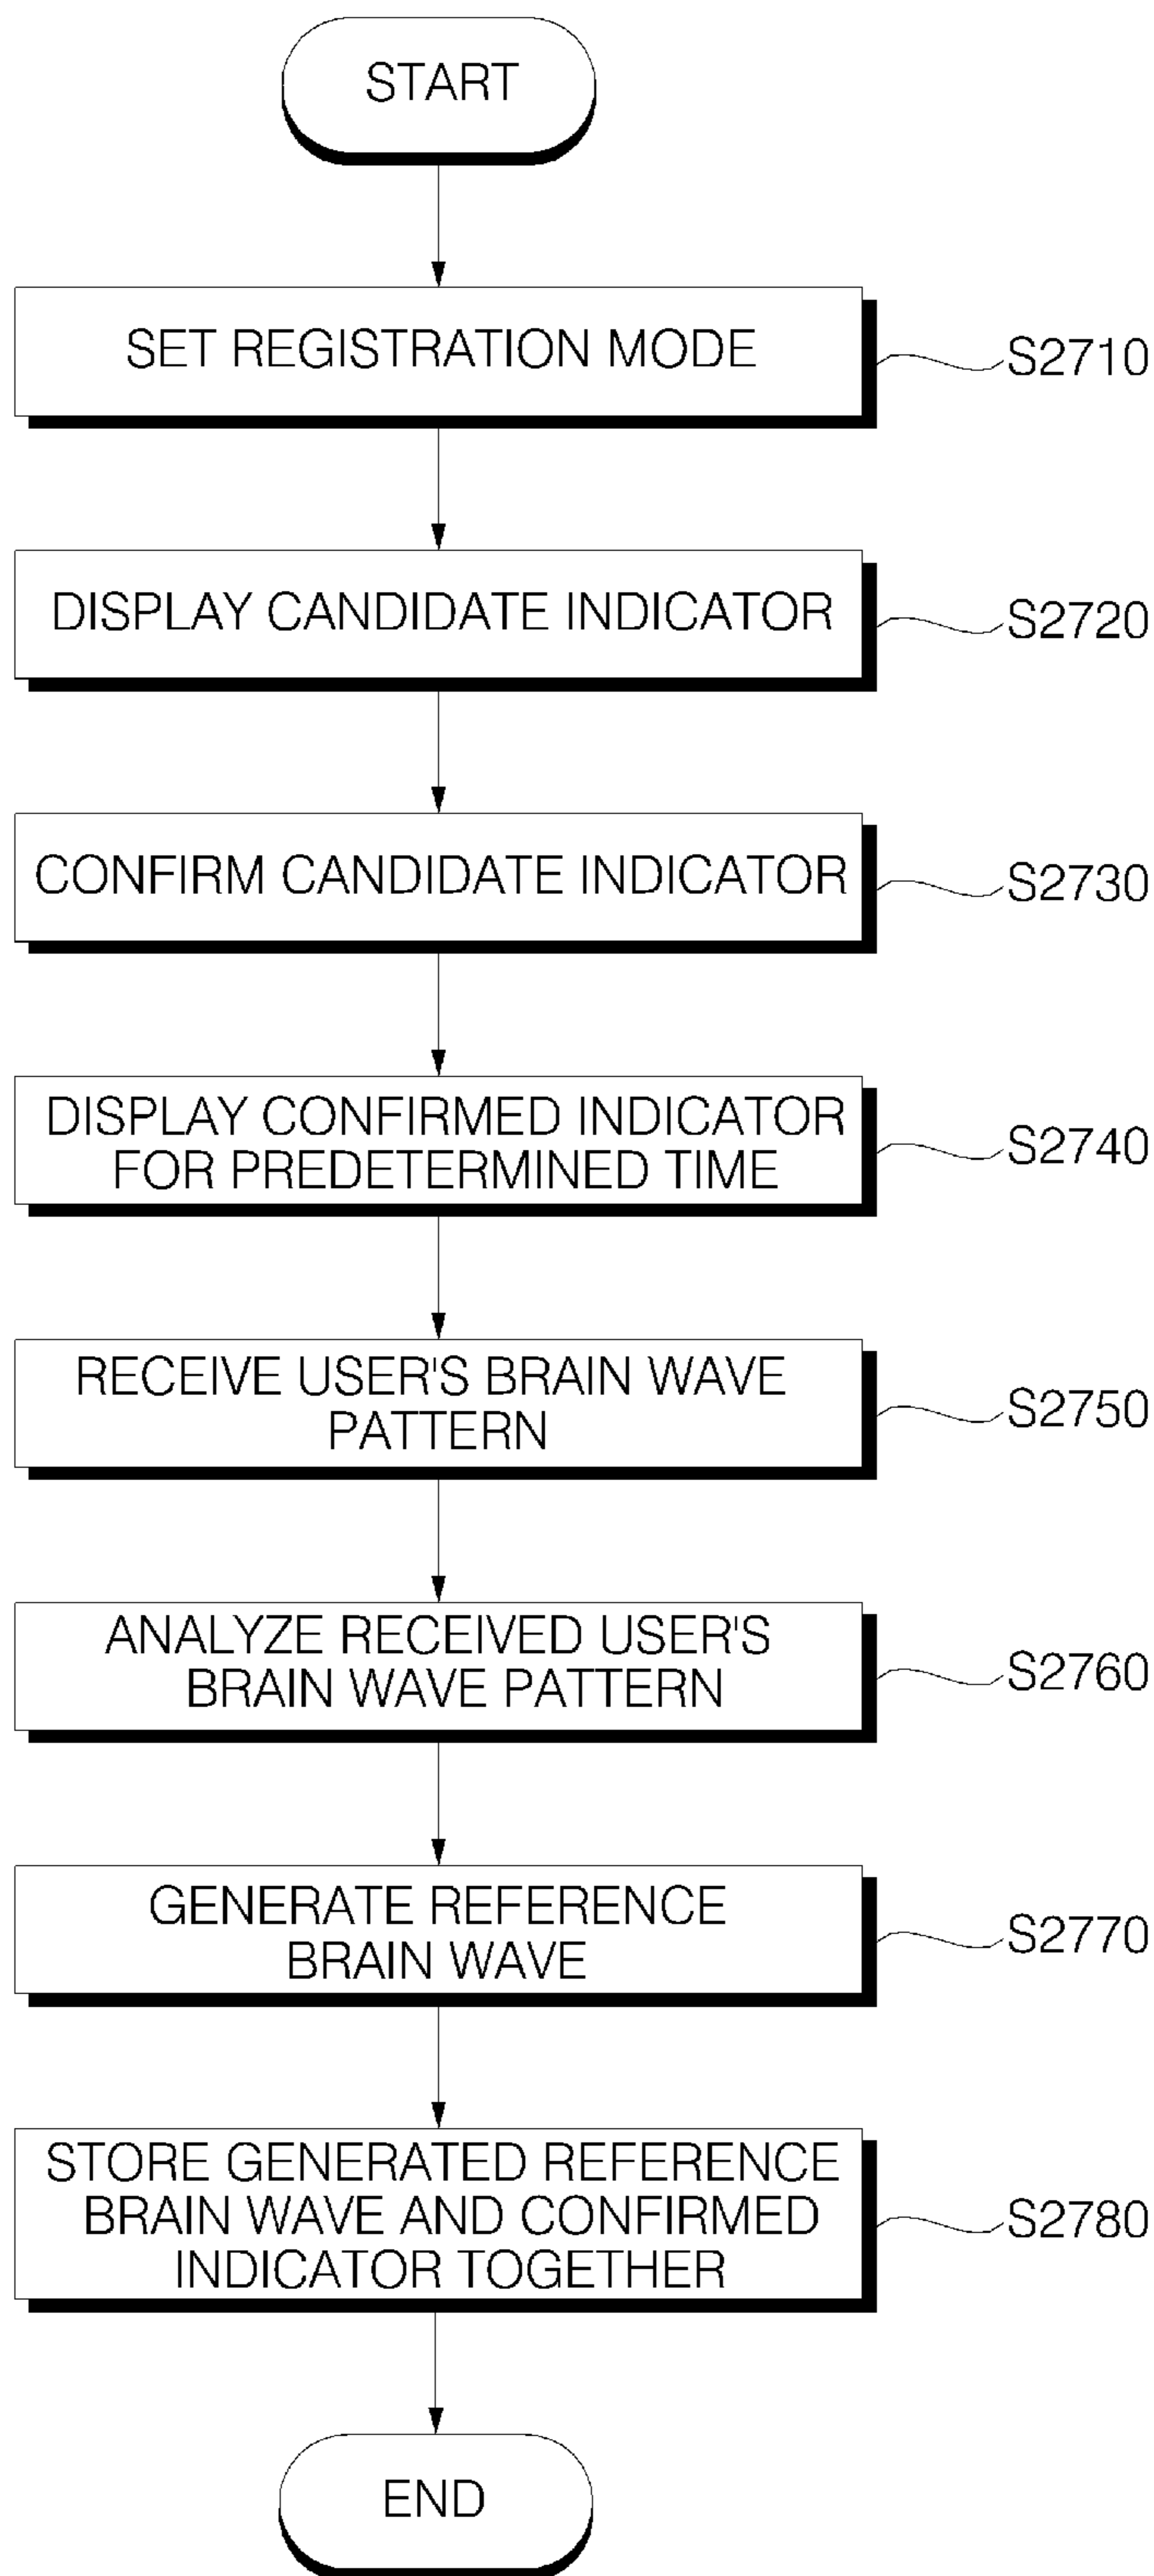 START
SET REGISTRATION MODE
S2710
DISPLAY CANDIDATE INDICATOR
S2720
CONFIRM CANDIDATE INDICATOR
S2730
DISPLAY CONFIRMED INDICATOR
FOR PREDETERMINED TIME
S2740
RECEIVE USER'S BRAIN WAVE
PATTERN
S2750
ANALYZE RECEIVED USER'S
BRAIN WAVE PATTERN
S2760
GENERATE REFERENCE
BRAIN WAVE
S2770
STORE GENERATED REFERENCE
BRAIN WAVE AND CONFIRMED
INDICATOR TOGETHER
S2780
END